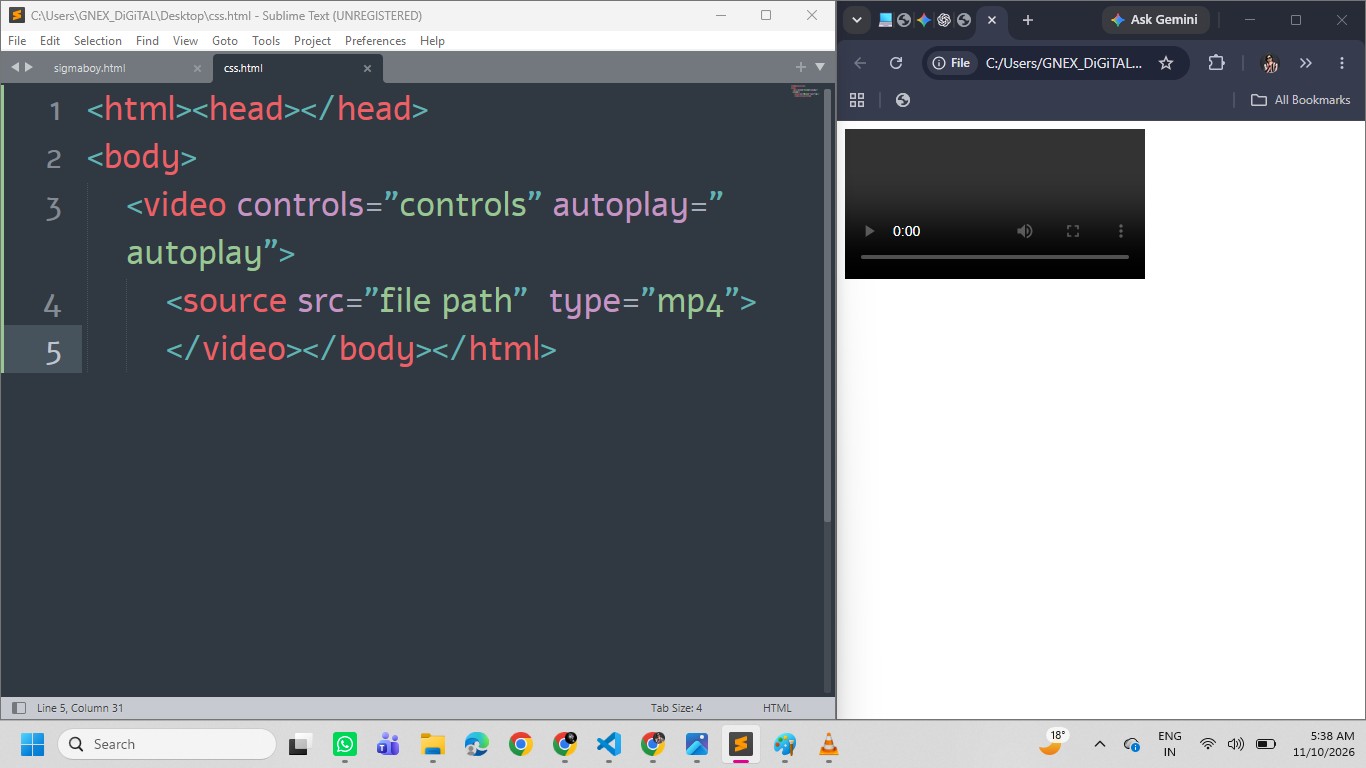 C:\Users\GNEX_DiGiTAL\Desktop\css.html - Sublime Text (UNREGISTERED)
File Edit Selection Find View Goto Tools Project Preferences Help
sigmaboy.html css.html
1 <html><head></head>
2 <body>
3 <video controls=”controls” autoplay=”
autoplay”>
4 <source src=”file path” type=”mp4”>
5 </video></body></html>
Line 5, Column 31 Tab Size: 4 HTML
Ask Gemini
File C:/Users/GNEX_DiGiTAL...
All Bookmarks
0:00
Search
18°
ENG
IN
5:38 AM
11/10/2026